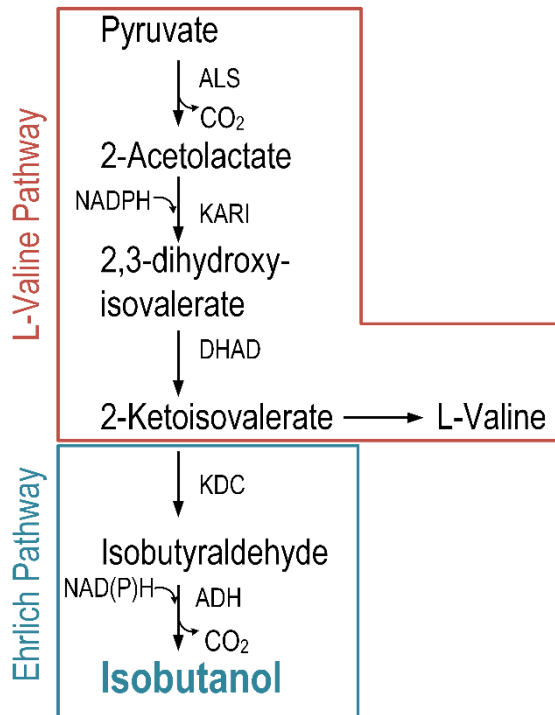 L-Valine Pathway
Pyruvate
ALS
CO₂
2-Acetolactate
NADPH
KARI
2,3-dihydroxy-
isovalerate
DHAD
2-Ketoisovalerate
L-Valine
Ehrlich Pathway
KDC
Isobutyraldehyde
NAD(P)H
ADH
CO₂
Isobutanol